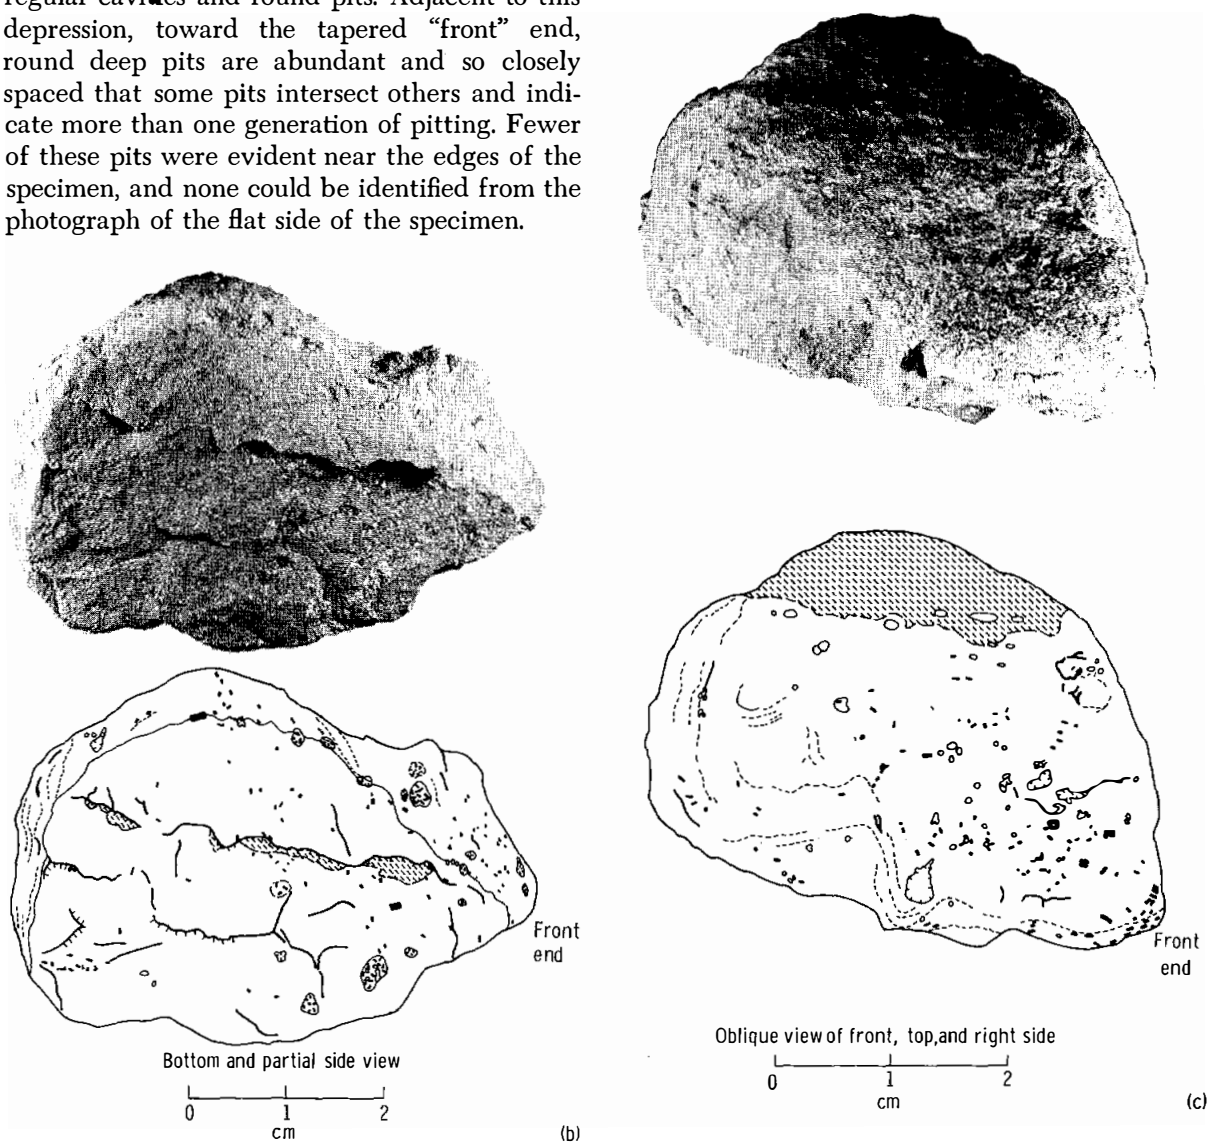 regular cavities and round pits. Adjacent to this
depression, toward the tapered “front” end,
round deep pits are abundant and so closely
spaced that some pits intersect others and indi-
cate more than one generation of pitting. Fewer
of these pits were evident near the edges of the
specimen, and none could be identified from the
photograph of the flat side of the specimen.
Front
end
Bottom and partial side view
0 1 2
cm
(b)
Front
end
Oblique view of front, top,and right side
0 1 2
cm
(c)